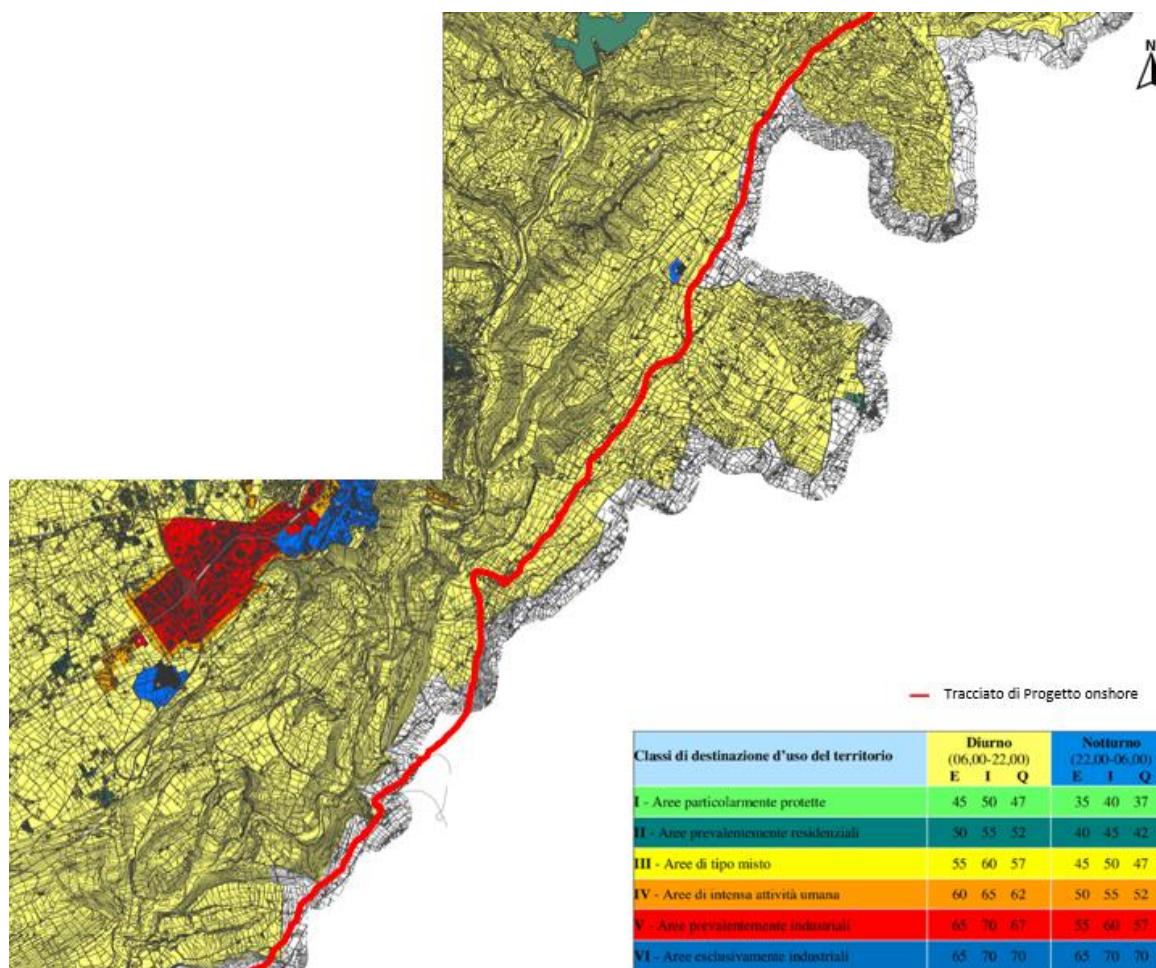 N
Tracciato di Progetto onshore
Classi di destinazione d'uso del territorio
Diurno
(06,00-22,00)
E I Q
Notturno
(22,00-06,00)
E I Q
I - Aree particolarmente protette 45 50 47 35 40 37
II - Aree prevalentemente residenziali 50 55 52 40 45 42
III - Aree di tipo misto 55 60 57 45 50 47
IV - Aree di intensa attività umana 60 65 62 50 55 52
V - Aree prevalentemente industriali 65 70 67 55 60 57
VI - Aree esclusivamente industriali 65 70 70 65 70 70